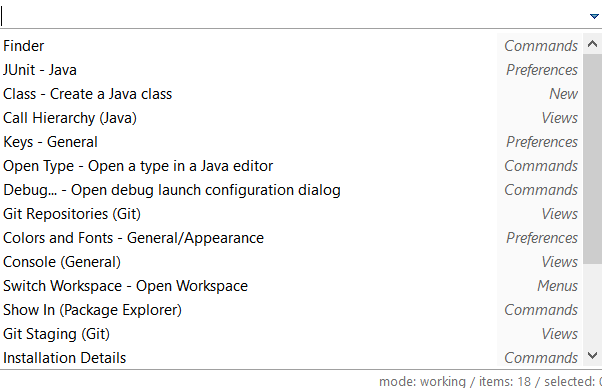 Finder Commands
JUnit - Java Preferences
Class - Create a Java class New
Call Hierarchy (Java) Views
Keys - General Preferences
Open Type - Open a type in a Java editor Commands
Debug... - Open debug launch configuration dialog Commands
Git Repositories (Git) Views
Colors and Fonts - General/Appearance Preferences
Console (General) Views
Switch Workspace - Open Workspace Menus
Show In (Package Explorer) Commands
Git Staging (Git) Views
Installation Details Commands
mode: working / items: 18 / selected: